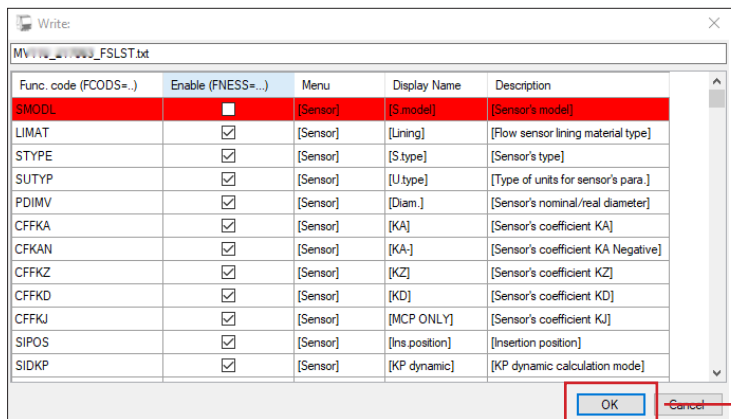 Write:
_FSLST.txt
Func. code (FCODS=..) Enable (FNESS=...) Menu Display Name Description
SMODL [Sensor] [S.model] [Sensor's model]
LIMAT [Sensor] [Lining] [Flow sensor lining material type]
STYPE [Sensor] [S.type] [Sensor's type]
SUTYP [Sensor] [U.type] [Type of units for sensor's para.]
PDIMV [Sensor] [Diam.] [Sensor's nominal/real diameter]
CFFKA [Sensor] [KA] [Sensor's coefficient KA]
CFKAN [Sensor] [KA-] [Sensor's coefficient KA Negative]
CFFKZ [Sensor] [KZ] [Sensor's coefficient KZ]
CFFKD [Sensor] [KD] [Sensor's coefficient KD]
CFFKJ [Sensor] [MCP ONLY] [Sensor's coefficient KJ]
SIPOS [Sensor] [Ins.position] [Insertion position]
SIDKP [Sensor] [KP dynamic] [KP dynamic calculation mode]
OK Cancel